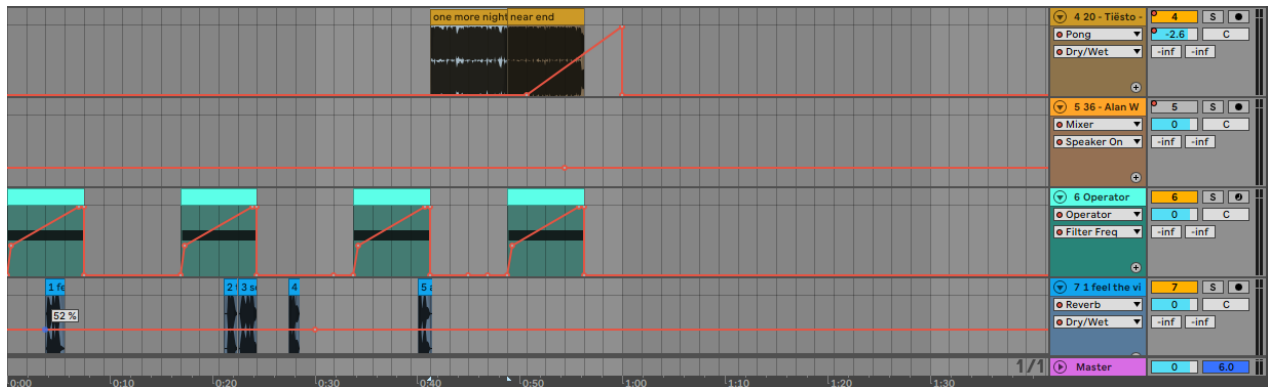 one more night near end
4 20 - Tiësto -
4
S
Pong
-2.6
C
Dry/Wet
-inf
-inf
5 36 - Alan W
5
S
Mixer
0
C
Speaker On
-inf
-inf
6 Operator
6
S
Operator
0
C
Filter Freq
-inf
-inf
1 fe
2 t
3 s
4
5
7 1 feel the vi
7
S
52 %
Reverb
0
C
Dry/Wet
-inf
-inf
1/1
Master
0
6.0
0:00 0:10 0:20 0:30 0:40 0:50 1:00 1:10 1:20 1:30